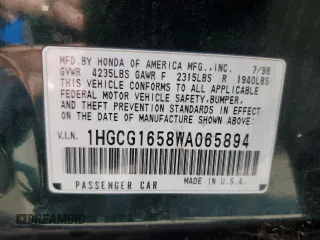 MFD.BY HONDA OF AMERICA MFG.,INC. 7/98
GVWR 4235LBS GAWR F 2315LBS R 1940LBS
THIS VEHICLE CONFORMS TO ALL APPLICABLE
FEDERAL MOTOR VEHICLE SAFETY,BUMPER,
AND THEFT PREVENTION STANDARDS IN EFFECT
ON THE DATE OF MANUFACTURE SHOWN ABOVE.
V.I.N. 1HGCG1658WA065894
PASSENGER CAR MADE IN U.S.A.
DREAMBID